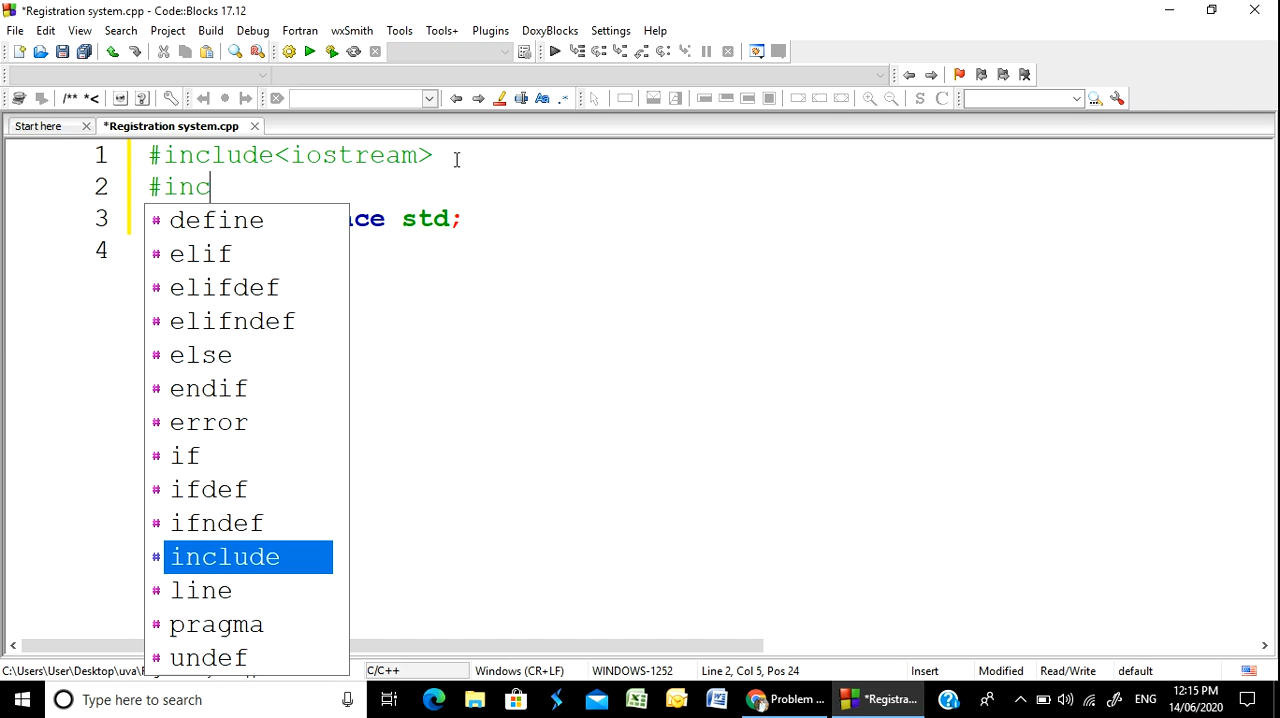 *Registration system.cpp - Code::Blocks 17.12
File Edit View Search Project Build Debug Fortran wxSmith Tools Tools+ Plugins DoxyBlocks Settings Help
/** *<
S C
Start here *Registration system.cpp
1 #include<iostream>
2 #inc
3 ace std;
4
# define
# elif
# elifdef
# elifndef
# else
# endif
# error
# if
# ifdef
# ifndef
# include
# line
# pragma
# undef
C:\Users\User\Desktop\uva\ C/C++ Windows (CR+LF) WINDOWS-1252 Line 2, Col 5, Pos 24 Insert Modified Read/Write default
Type here to search Problem ... *Registra... ENG 12:15 PM
14/06/2020